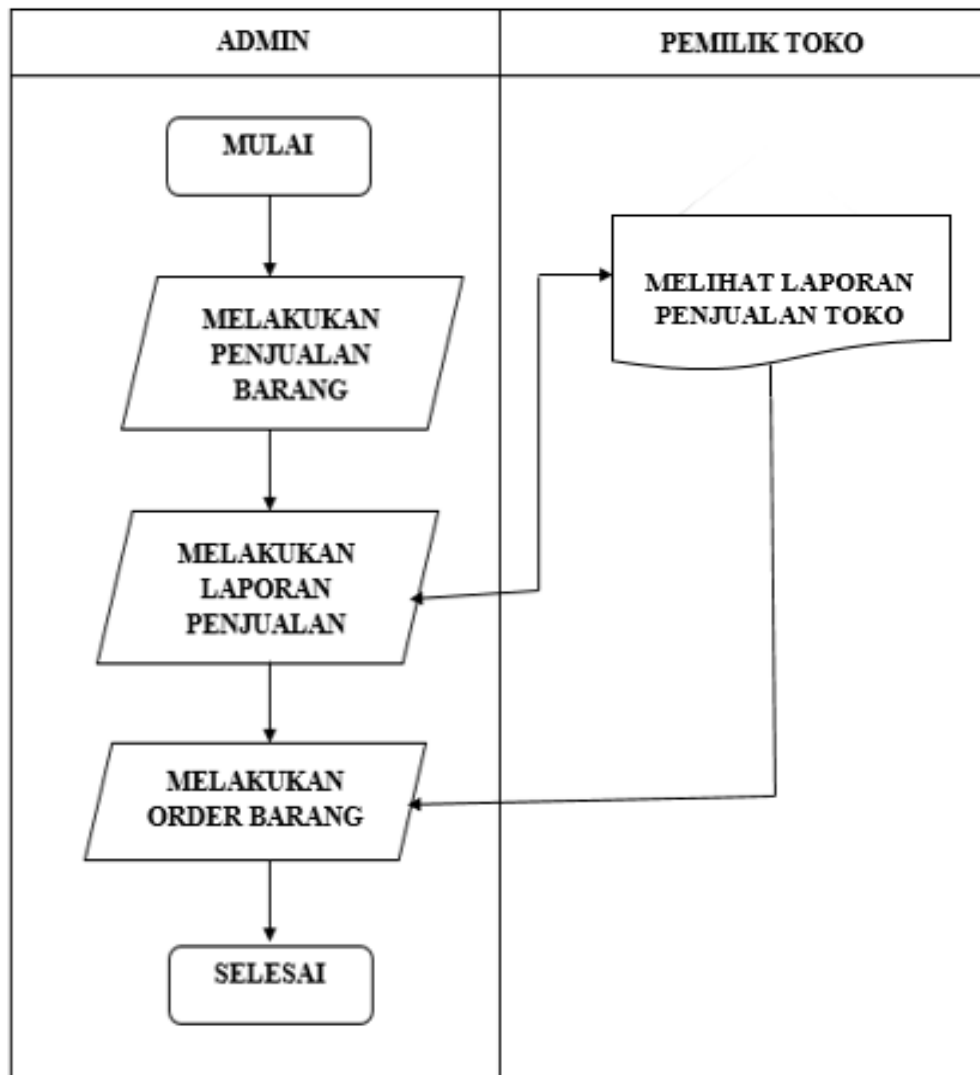 ADMIN
PEMILIK TOKO
MULAI
MELAKUKAN
PENJUALAN
BARANG
MELIHAT LAPORAN
PENJUALAN TOKO
MELAKUKAN
LAPORAN
PENJUALAN
MELAKUKAN
ORDER BARANG
SELESAI